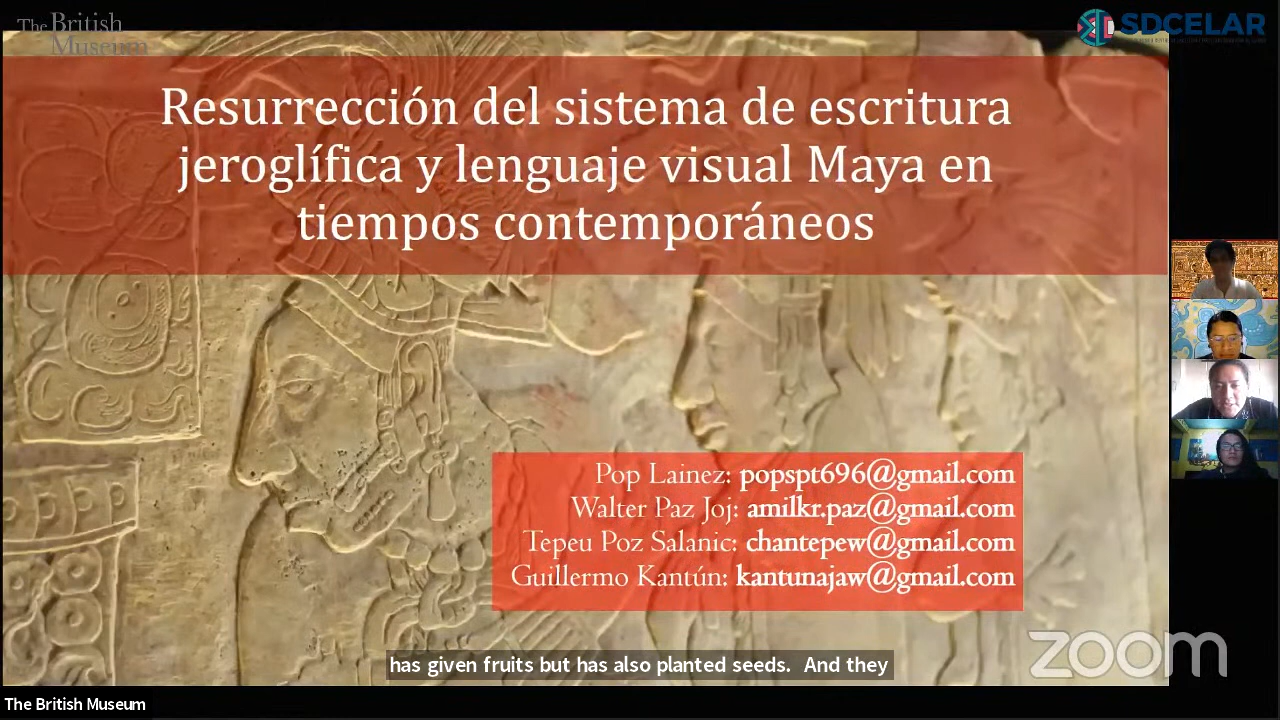 The British
Museum
SDCELAR
Resurrección del sistema de escritura
jeroglífica y lenguaje visual Maya en
tiempos contemporáneos
Pop Lainez: popspt696@gmail.com
Walter Paz Joj: amilkr.paz@gmail.com
Tepeu Poz Salanic: chantepew@gmail.com
Guillermo Kantún: kantunajaw@gmail.com
zoom
has given fruits but has also planted seeds. And they
The British Museum